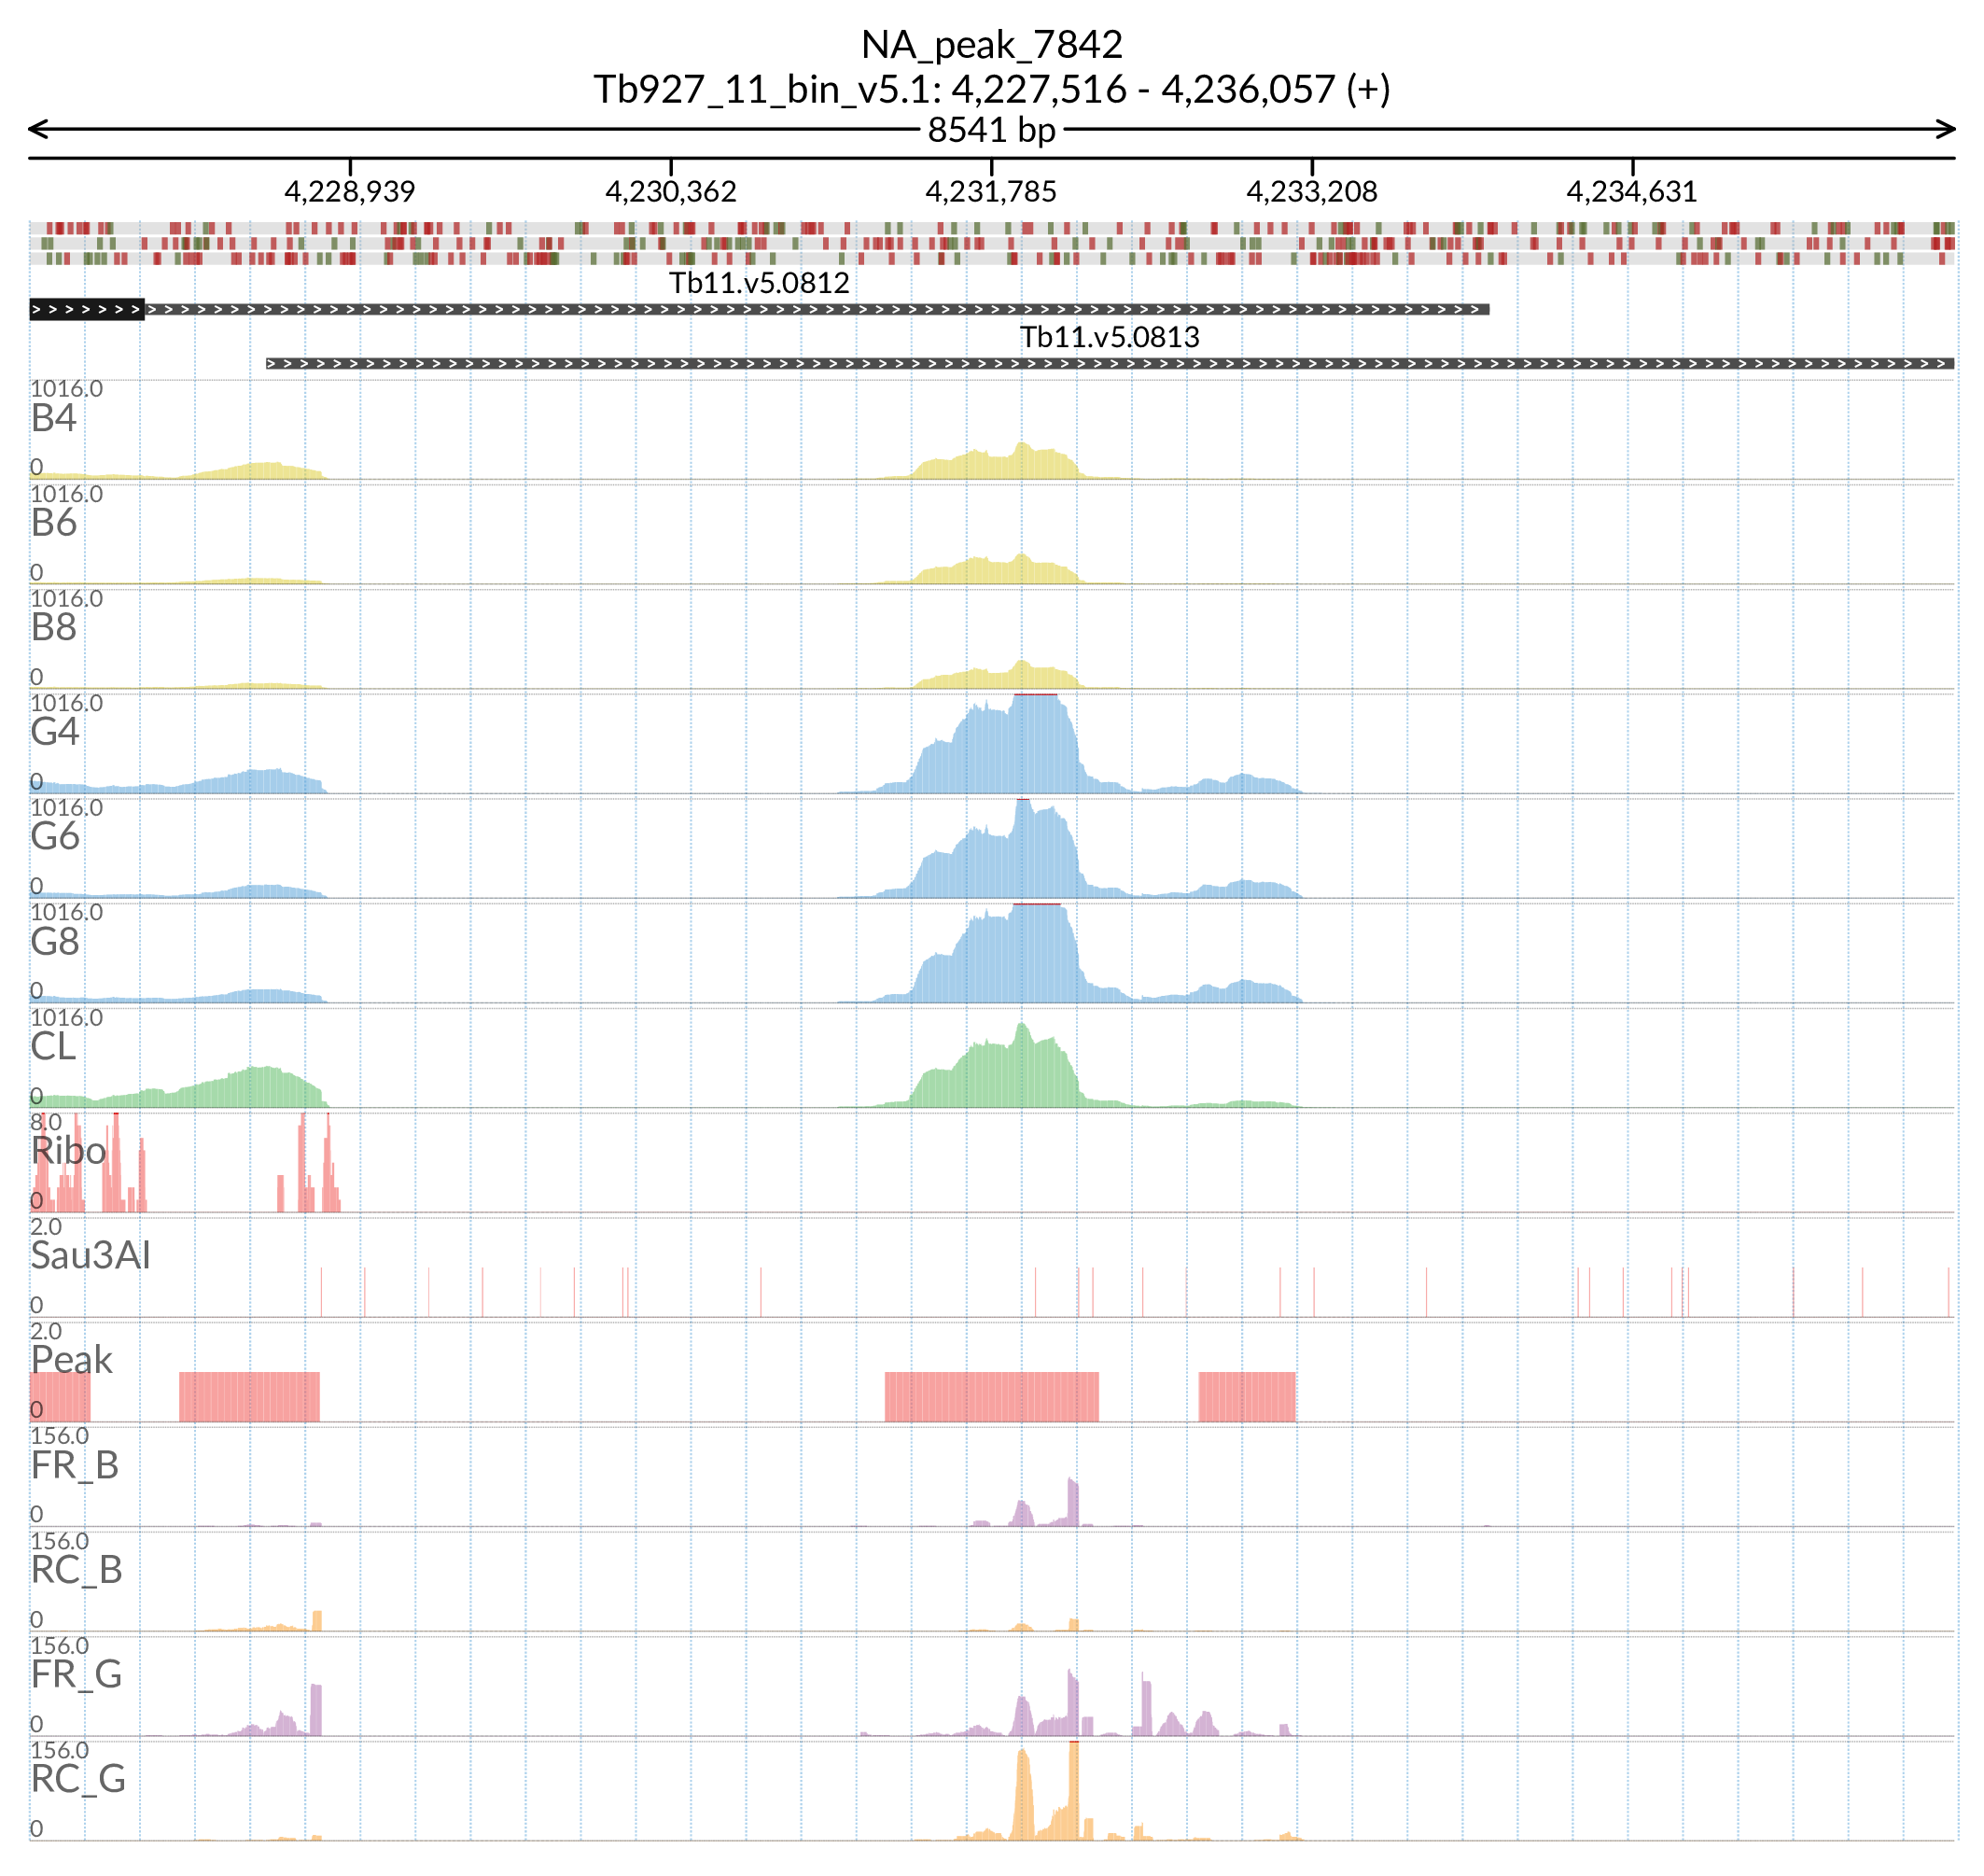 NA_peak_7842
Tb927_11_bin_v5.1: 4,227,516 - 4,236,057 (+)
8541 bp
4,228,939 4,230,362 4,231,785 4,233,208 4,234,631
Tb11.v5.0812
Tb11.v5.0813
1016.0
B4
0
1016.0
B6
0
1016.0
B8
0
1016.0
G4
0
1016.0
G6
0
1016.0
G8
0
1016.0
CL
0
8.0
Ribo
0
2.0
Sau3AI
0
2.0
Peak
0
156.0
FR_B
0
156.0
RC_B
0
156.0
FR_G
0
156.0
RC_G
0